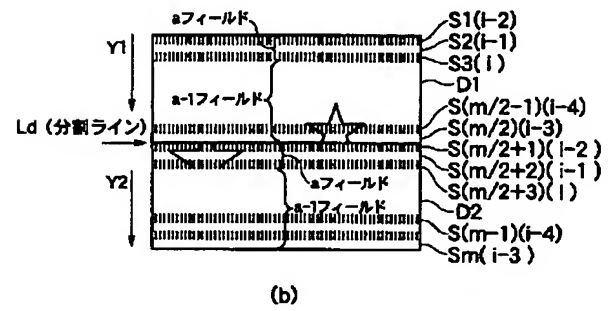 aフィールド
Y1
S1(i-2)
S2(i-1)
S3(i)
D1
a-1フィールド
S(m/2-1)(i-4)
Ld（分割ライン）
S(m/2)(i-3)
S(m/2+1)(i-2)
S(m/2+2)(i-1)
S(m/2+3)(i)
Y2
aフィールド
a-1フィールド
D2
S(m-1)(i-4)
Sm(i-3)
(b)